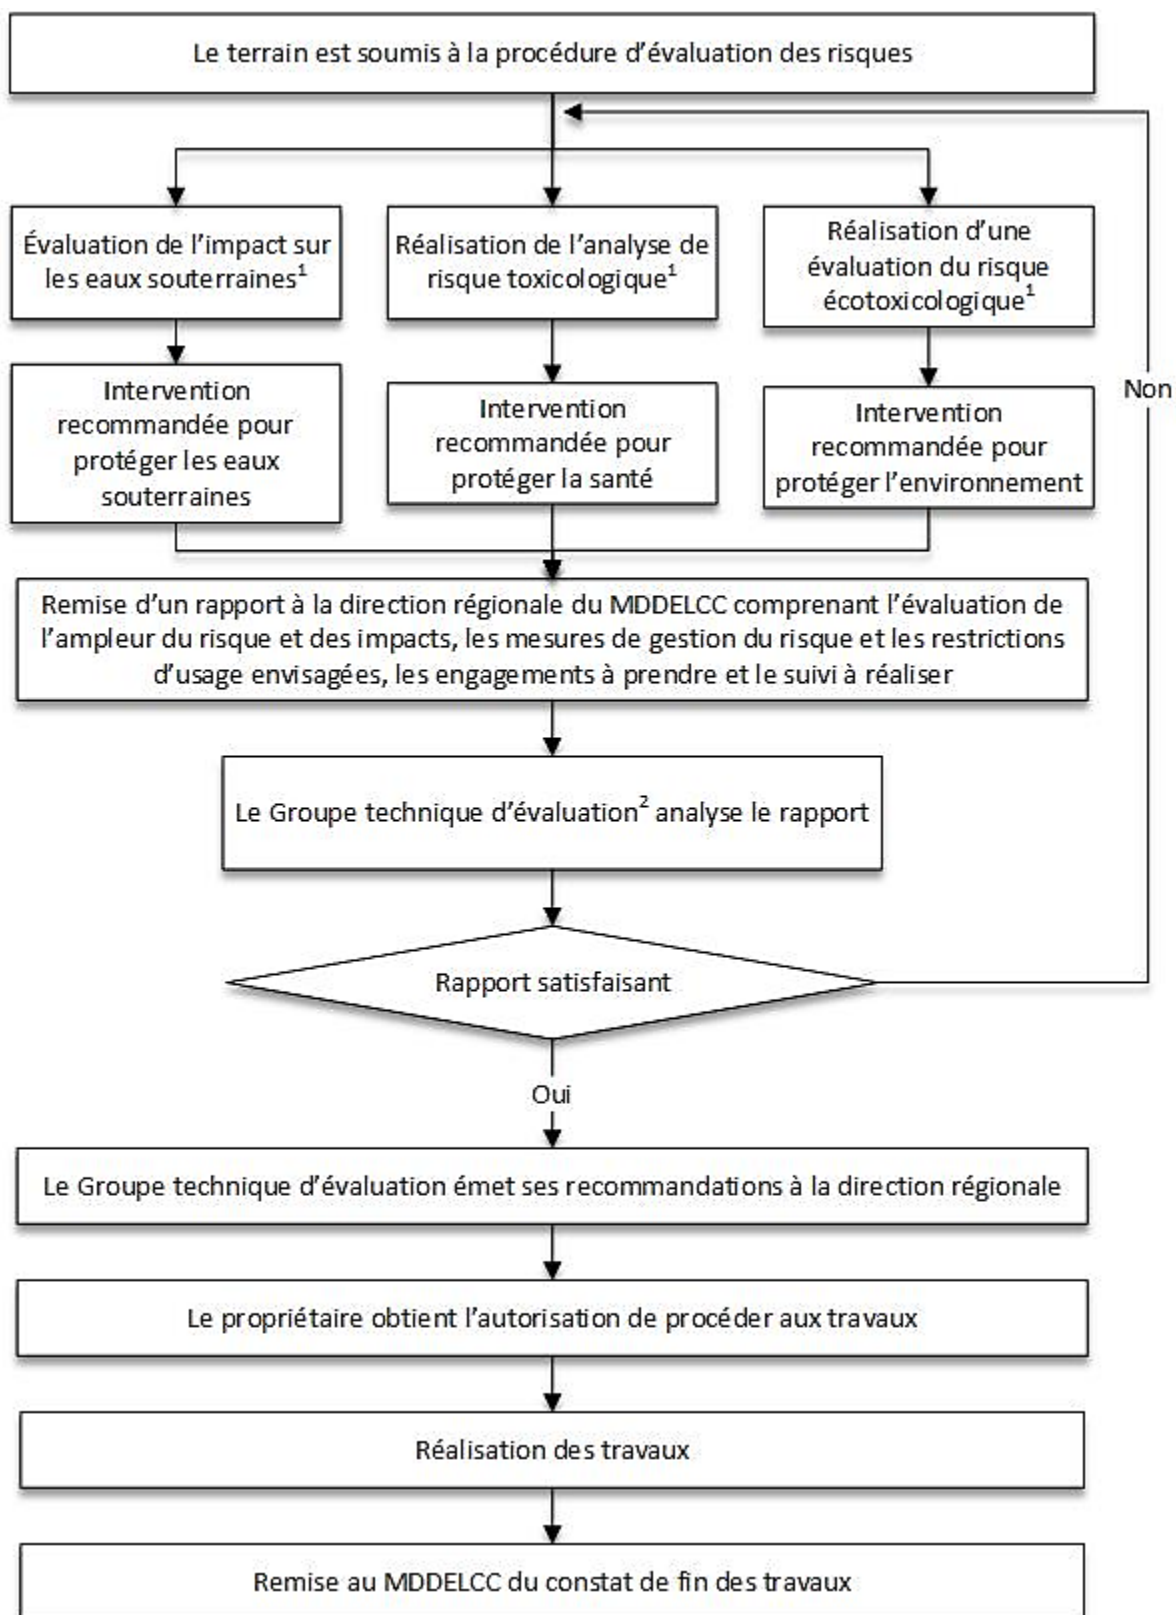 Le terrain est soumis à la procédure d’évaluation des risques
Évaluation de l’impact sur
les eaux souterraines¹
Réalisation de l’analyse de
risque toxicologique¹
Réalisation d’une
évaluation du risque
écotoxicologique¹
Intervention
recommandée pour
protéger les eaux
souterraines
Intervention
recommandée pour
protéger la santé
Intervention
recommandée pour
protéger l’environnement
Non
Remise d’un rapport à la direction régionale du MDDELCC comprenant l’évaluation de
l’ampleur du risque et des impacts, les mesures de gestion du risque et les restrictions
d’usage envisagées, les engagements à prendre et le suivi à réaliser
Le Groupe technique d’évaluation² analyse le rapport
Rapport satisfaisant
Oui
Le Groupe technique d’évaluation émet ses recommandations à la direction régionale
Le propriétaire obtient l’autorisation de procéder aux travaux
Réalisation des travaux
Remise au MDDELCC du constat de fin des travaux